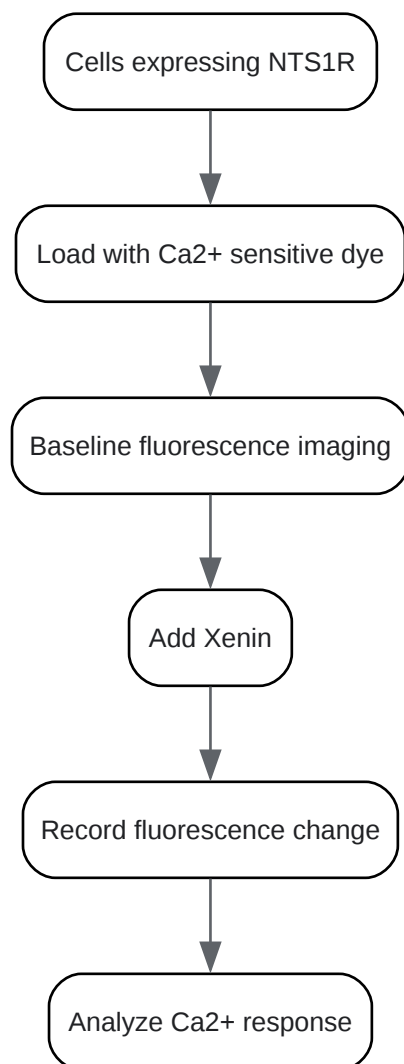 Cells expressing NTS1R
Load with Ca2+ sensitive dye
Baseline fluorescence imaging
Add Xenin
Record fluorescence change
Analyze Ca2+ response